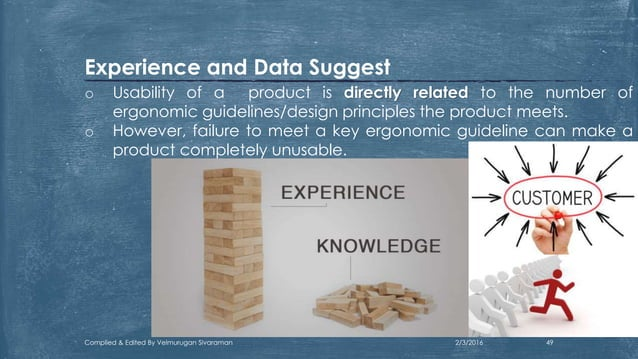 Experience and Data Suggest
o Usability of a product is directly related to the number of
ergonomic guidelines/design principles the product meets.
o However, failure to meet a key ergonomic guideline can make a
product completely unusable.
EXPERIENCE
KNOWLEDGE
CUSTOMER
Complied & Edited By Velmurugan Sivaraman 2/3/2016 49